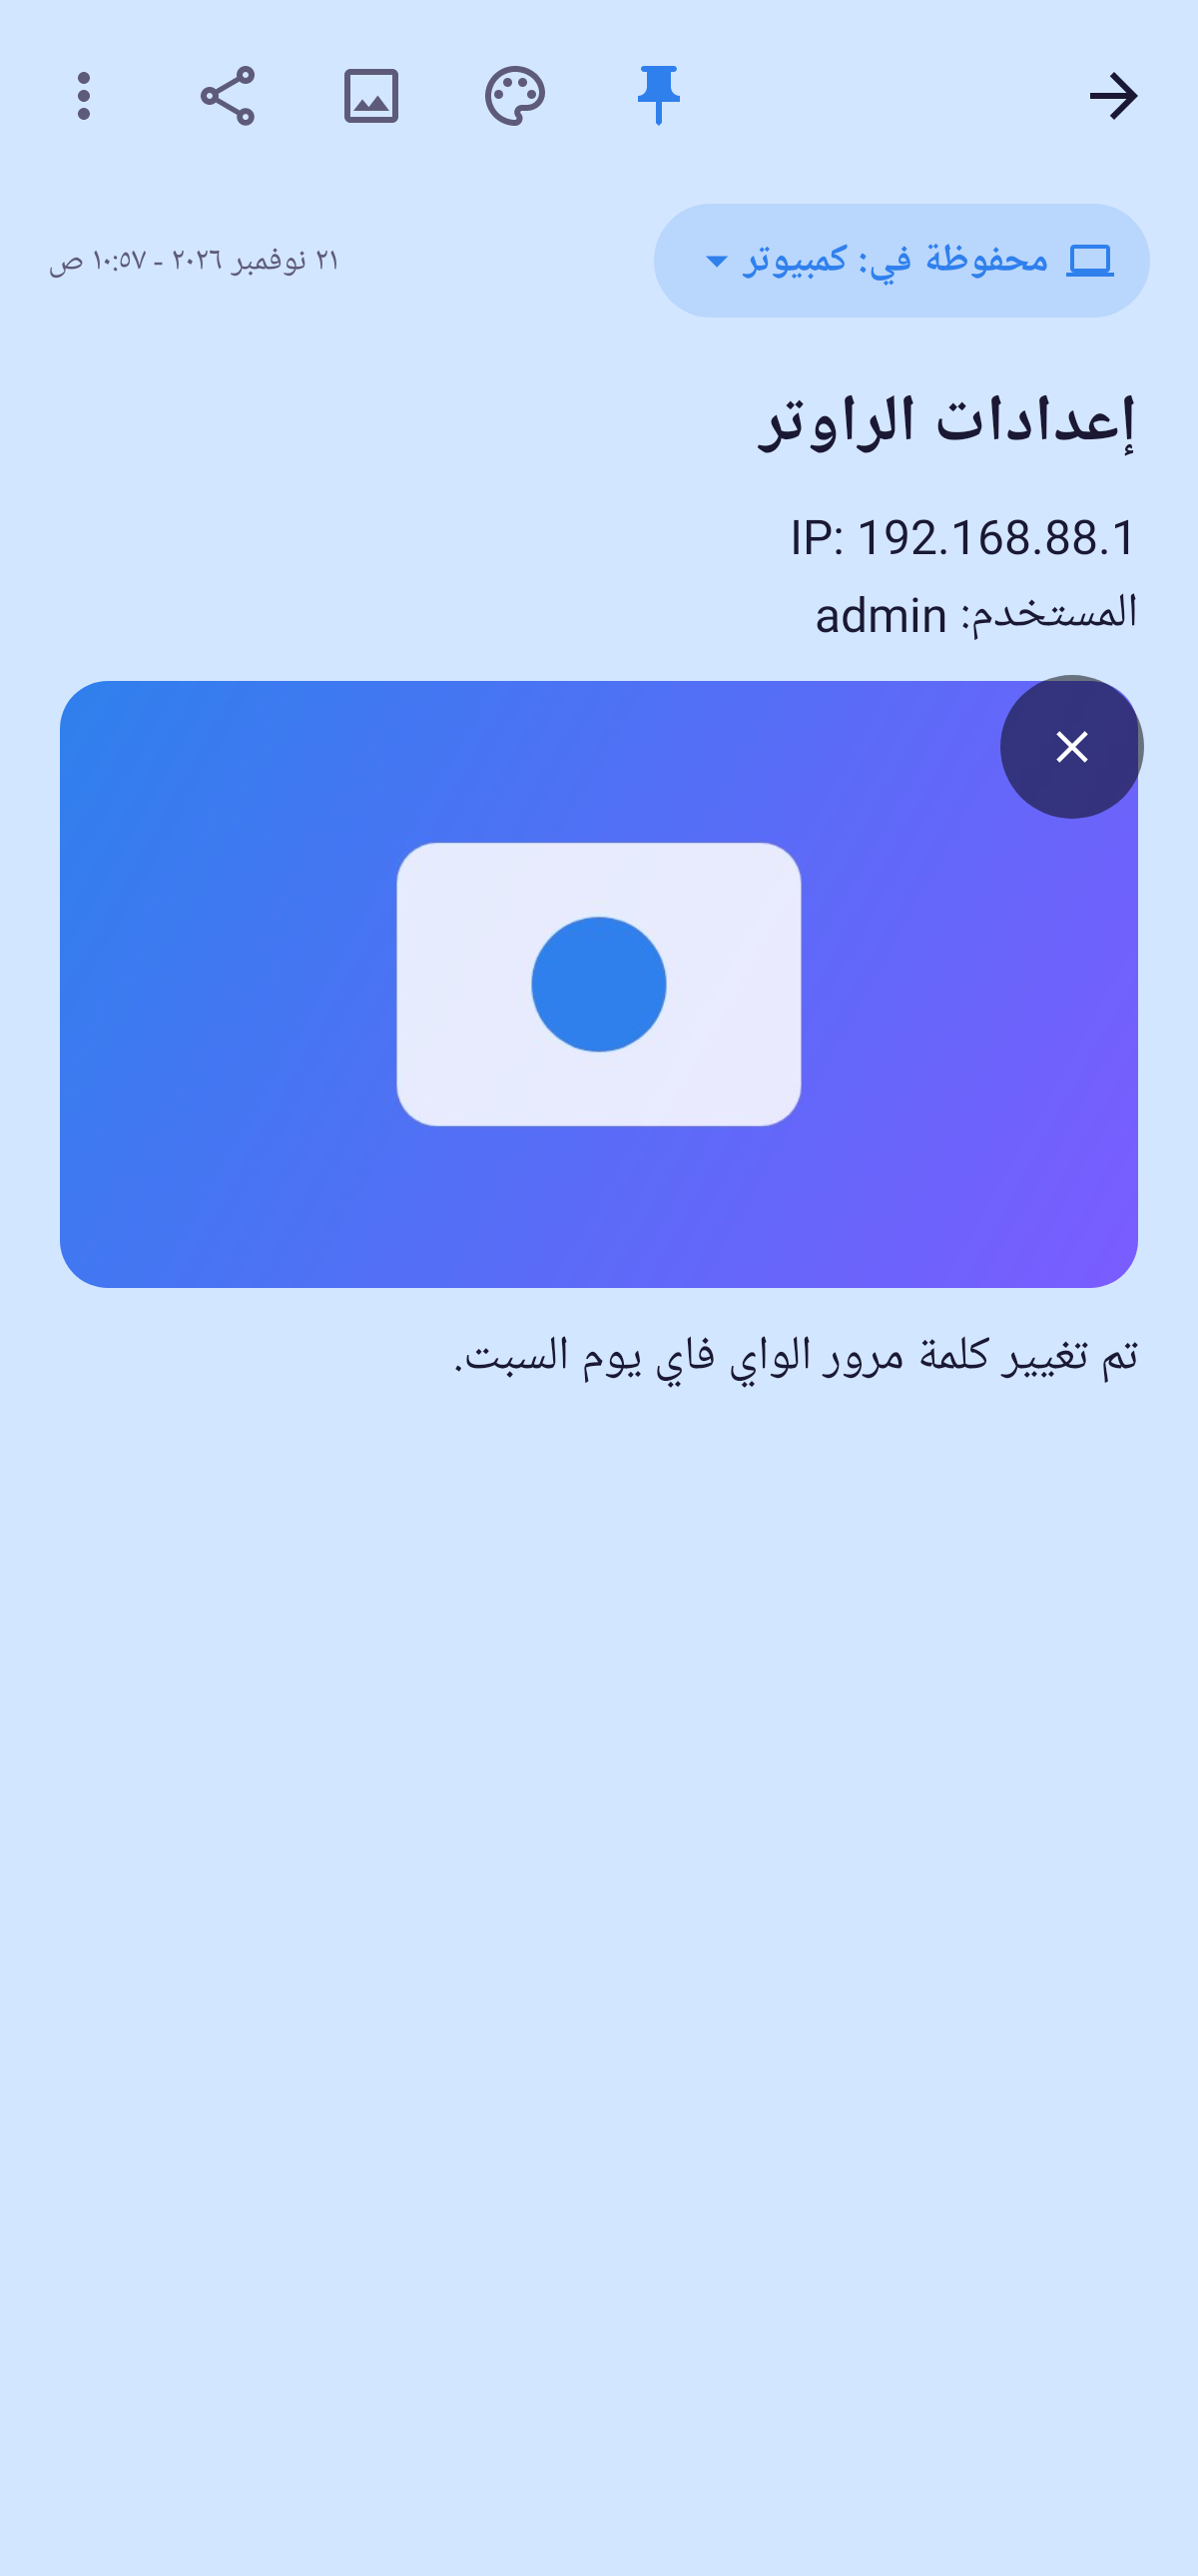 محفوظة في: كمبيوتر
٢١ نوفمبر ٢٠٢٦ - ١٠:٥٧ ص
إعدادات الراوتر
IP: 192.168.88.1
المستخدم: admin
تم تغيير كلمة مرور الواي فاي يوم السبت.